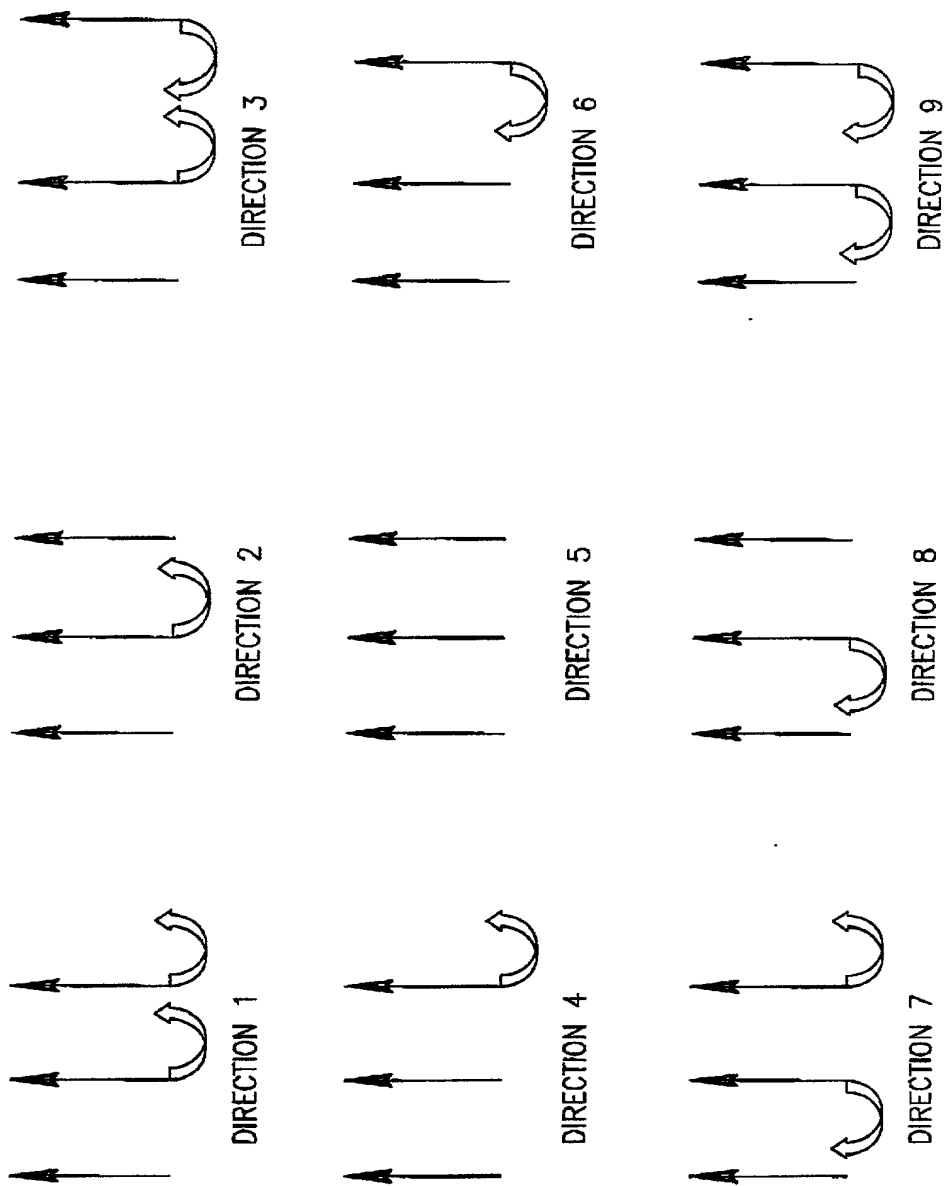 DIRECTION 1
DIRECTION 2
DIRECTION 3
DIRECTION 4
DIRECTION 5
DIRECTION 6
DIRECTION 7
DIRECTION 8
DIRECTION 9